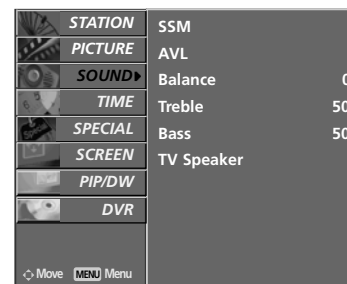 STATION
PICTURE
SOUND
TIME
SPECIAL
SCREEN
PIP/DW
DVR
Move MENU Menu
SSM
AVL
Balance 0
Treble 50
Bass 50
TV Speaker